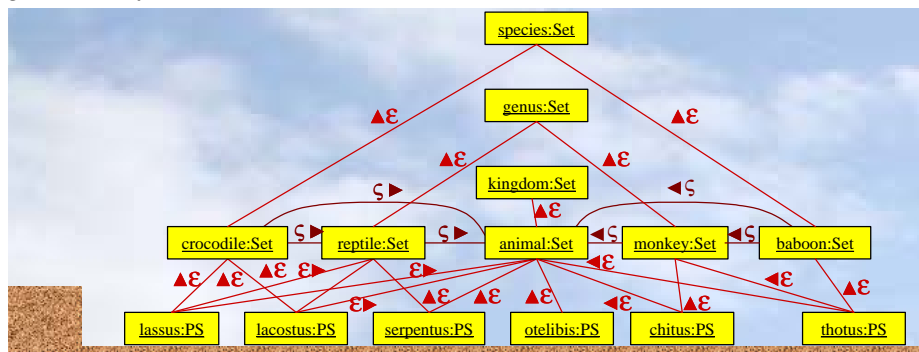 species:Set
▲ε ▲ε
genus:Set
▲ε ▲ε
kingdom:Set
ς ► ▲ε ◄ ς
crocodile:Set ς ► reptile:Set ς ► animal:Set ◄ ς monkey:Set ◄ ς baboon:Set
▲ε ▲ε ▲ε ε► ε► ◄ε ◄ε
ε► ▲ε ▲ε ▲ε ◄ε ▲ε ▲ε
lassus:PS lacostus:PS serpentus:PS otelibis:PS chitus:PS thotus:PS